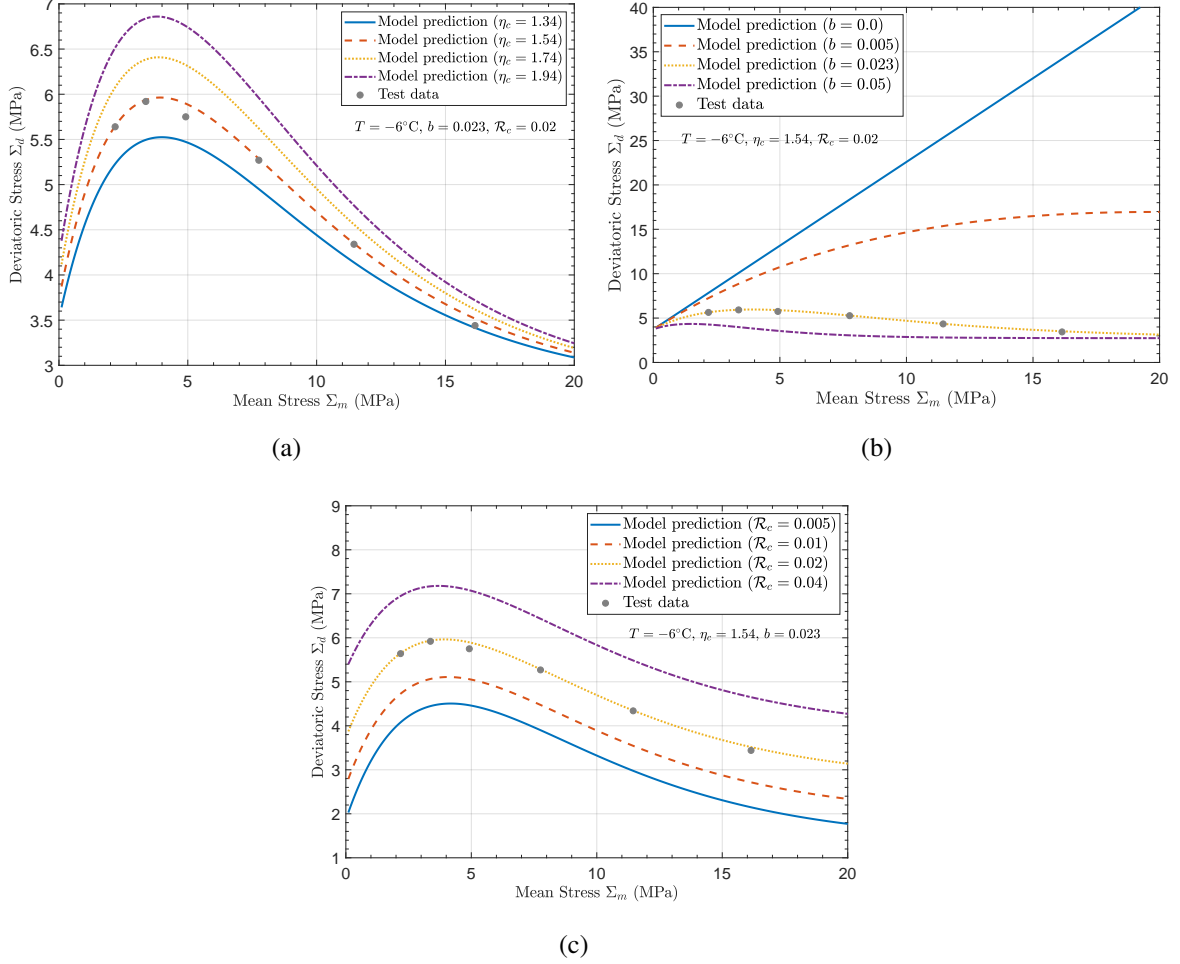 7
6.5
6
5.5
5
4.5
4
3.5
3
0 5 10 15 20
Deviatoric Stress Σ_d (MPa)
Mean Stress Σ_m (MPa)
Model prediction (η_c = 1.34)
Model prediction (η_c = 1.54)
Model prediction (η_c = 1.74)
Model prediction (η_c = 1.94)
Test data
T = −6°C, b = 0.023, ℛ_c = 0.02
(a)
40
35
30
25
20
15
10
5
0
0 5 10 15 20
Deviatoric Stress Σ_d (MPa)
Mean Stress Σ_m (MPa)
Model prediction (b = 0.0)
Model prediction (b = 0.005)
Model prediction (b = 0.023)
Model prediction (b = 0.05)
Test data
T = −6°C, η_c = 1.54, ℛ_c = 0.02
(b)
9
8
7
6
5
4
3
2
1
0 5 10 15 20
Deviatoric Stress Σ_d (MPa)
Mean Stress Σ_m (MPa)
Model prediction (ℛ_c = 0.005)
Model prediction (ℛ_c = 0.01)
Model prediction (ℛ_c = 0.02)
Model prediction (ℛ_c = 0.04)
Test data
T = −6°C, η_c = 1.54, b = 0.023
(c)